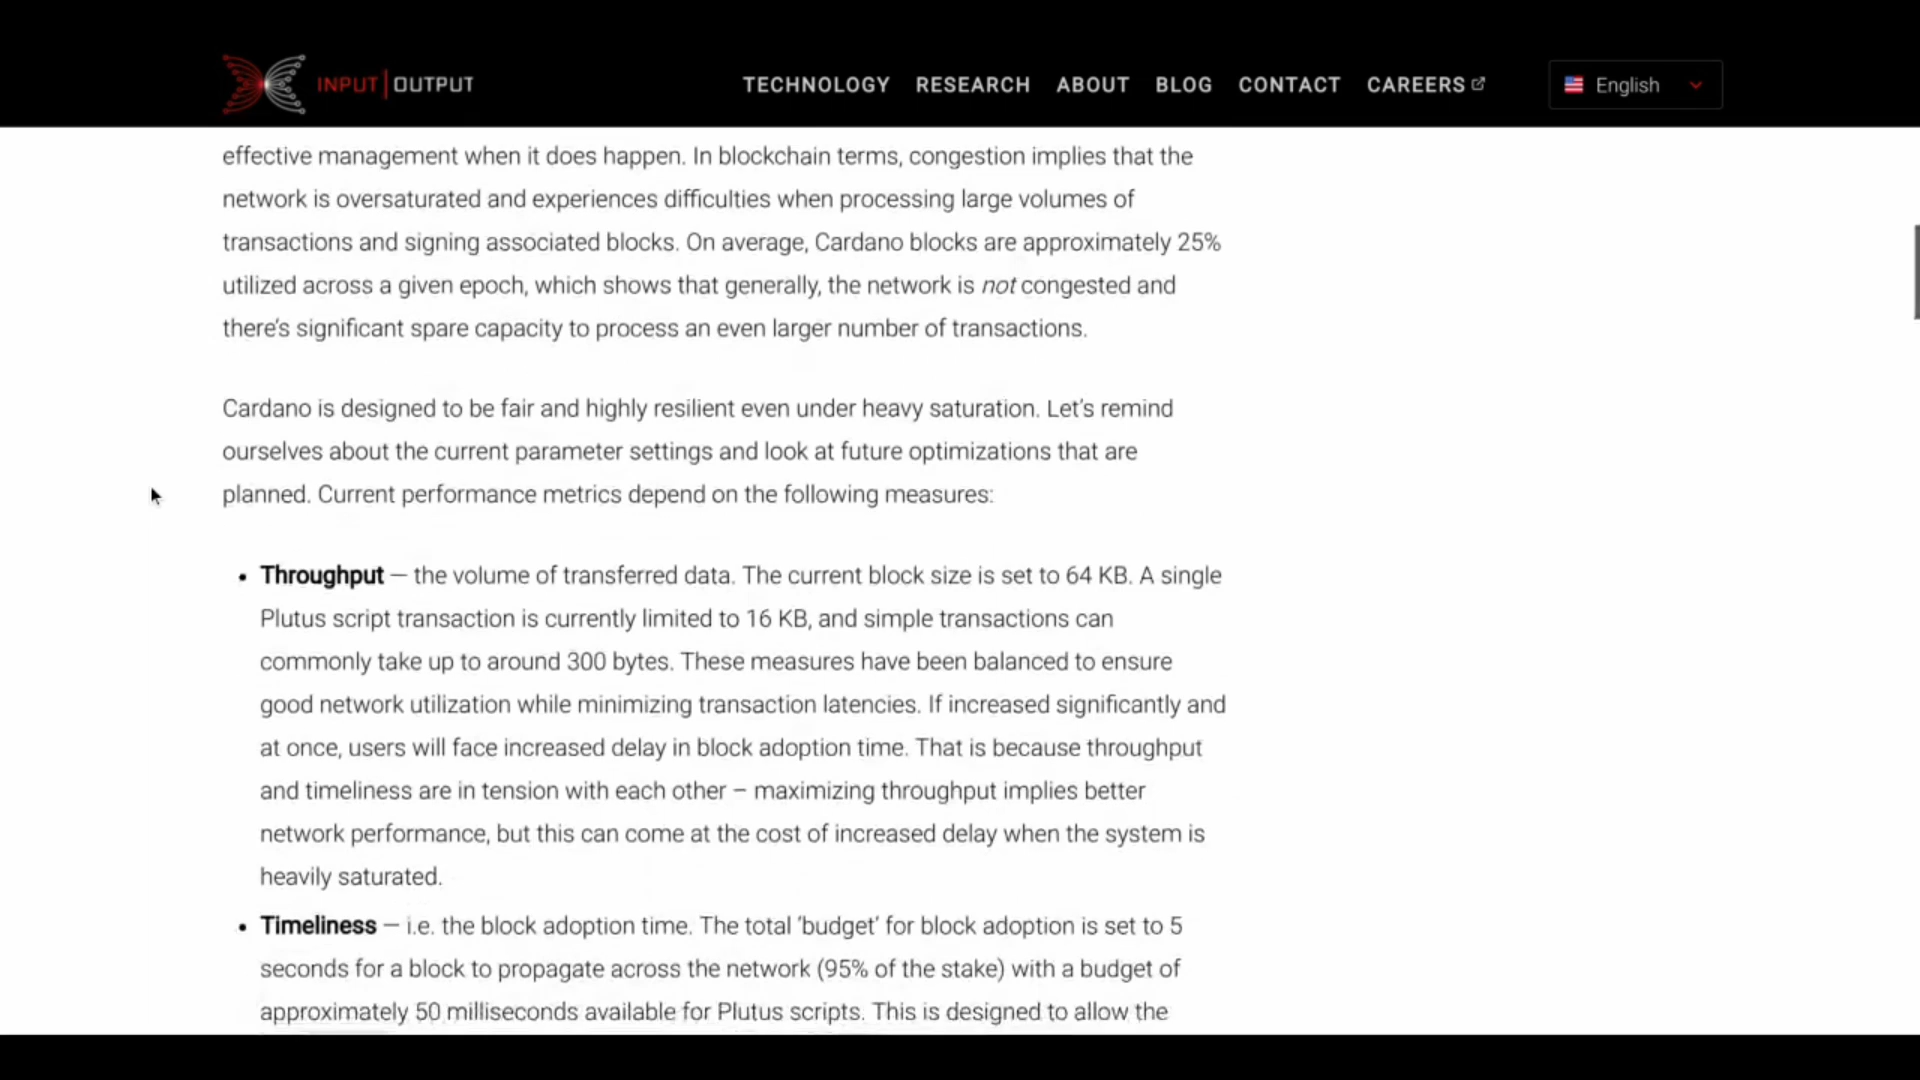 INPUT | OUTPUT
TECHNOLOGY RESEARCH ABOUT BLOG CONTACT CAREERS
English
effective management when it does happen. In blockchain terms, congestion implies that the
network is oversaturated and experiences difficulties when processing large volumes of
transactions and signing associated blocks. On average, Cardano blocks are approximately 25%
utilized across a given epoch, which shows that generally, the network is not congested and
there’s significant spare capacity to process an even larger number of transactions.
Cardano is designed to be fair and highly resilient even under heavy saturation. Let’s remind
ourselves about the current parameter settings and look at future optimizations that are
planned. Current performance metrics depend on the following measures:
• Throughput – the volume of transferred data. The current block size is set to 64 KB. A single
Plutus script transaction is currently limited to 16 KB, and simple transactions can
commonly take up to around 300 bytes. These measures have been balanced to ensure
good network utilization while minimizing transaction latencies. If increased significantly and
at once, users will face increased delay in block adoption time. That is because throughput
and timeliness are in tension with each other – maximizing throughput implies better
network performance, but this can come at the cost of increased delay when the system is
heavily saturated.
• Timeliness – i.e. the block adoption time. The total ‘budget’ for block adoption is set to 5
seconds for a block to propagate across the network (95% of the stake) with a budget of
approximately 50 milliseconds available for Plutus scripts. This is designed to allow the